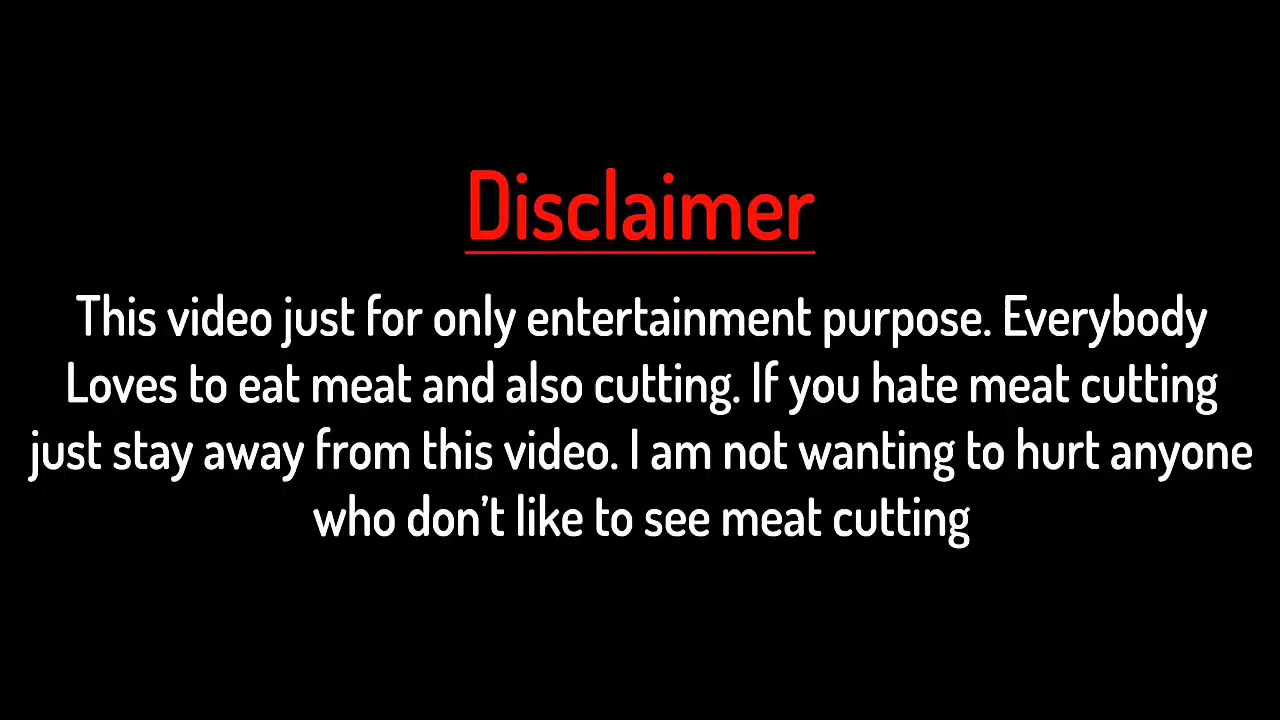 Disclaimer
This video just for only entertainment purpose. Everybody
Loves to eat meat and also cutting. If you hate meat cutting
just stay away from this video. I am not wanting to hurt anyone
who don’t like to see meat cutting